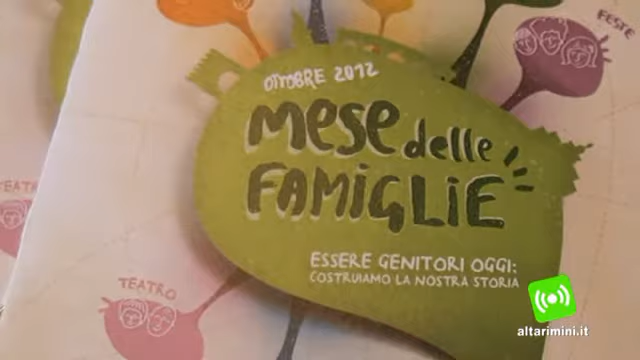 FESTE
OTTOBRE 2012
MESE delle
FAMIGLIE
ESSERE GENITORI OGGI:
COSTRUIAMO LA NOSTRA STORIA
TEATRO
TEATRO
altarimini.it